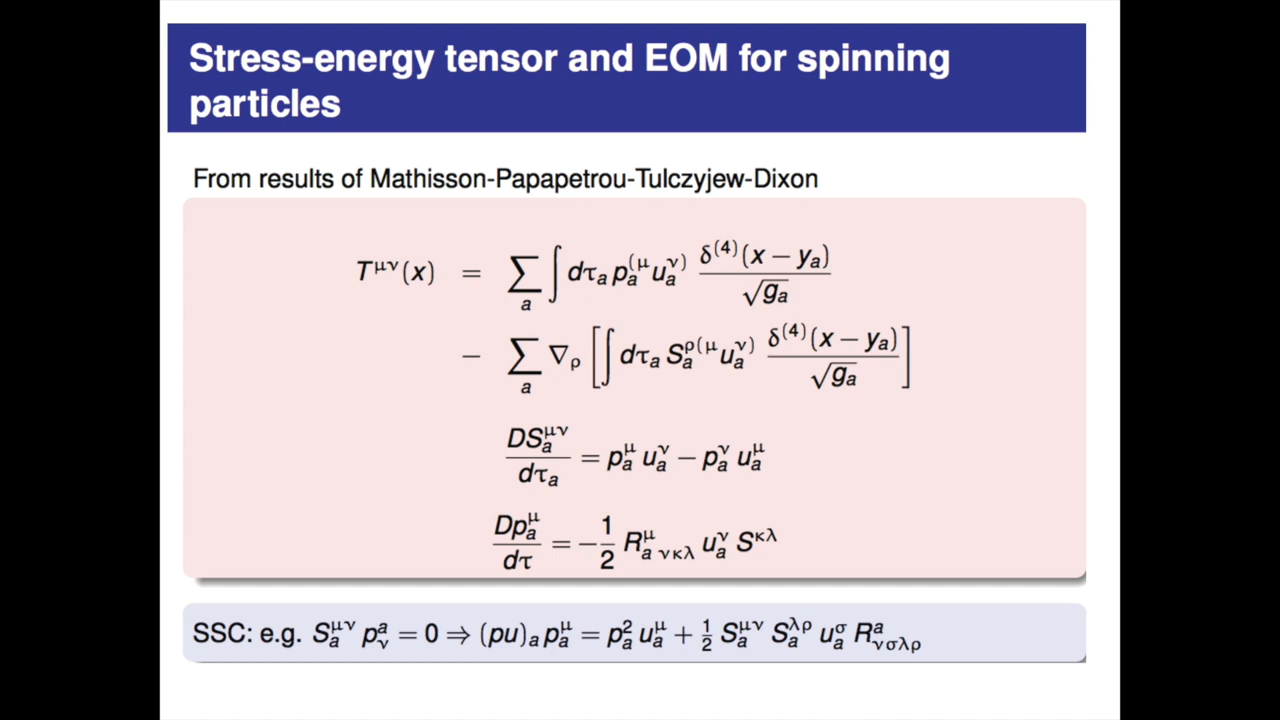 Stress-energy tensor and EOM for spinning
particles
From results of Mathisson-Papapetrou-Tulczyjew-Dixon
T^{μν}(x) = ∑_a ∫ dτ_a p_a^{(μ} u_a^{ν)} δ^{(4)}(x − y_a) / √g_a
− ∑_a ∇_ρ [∫ dτ_a S_a^{ρ(μ} u_a^{ν)} δ^{(4)}(x − y_a) / √g_a]
DS_a^{μν} / dτ_a = p_a^μ u_a^ν − p_a^ν u_a^μ
Dp_a^μ / dτ = −1/2 R_a^μ_{νκλ} u_a^ν S^{κλ}
SSC: e.g. S_a^{μν} p_ν^a = 0 ⇒ (pu)_a p_a^μ = p_a^2 u_a^μ + 1/2 S_a^{μν} S_a^{λρ} u_a^σ R^a_{νσλρ}